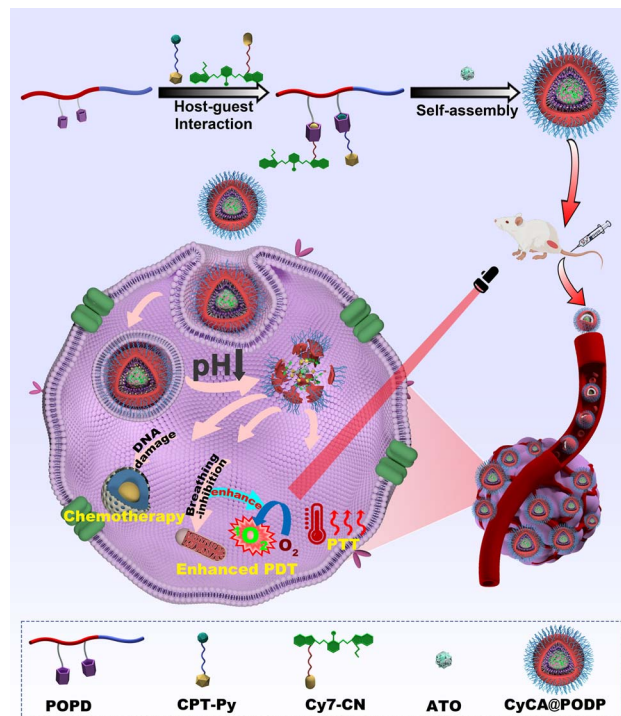 Host-guest
Interaction
Self-assembly
pH
DNA
damage
Chemotherapy
Breathing
inhibition
enhance
O
O2
Enhanced PDT
PTT
POPD
CPT-Py
Cy7-CN
ATO
CyCA@PODP